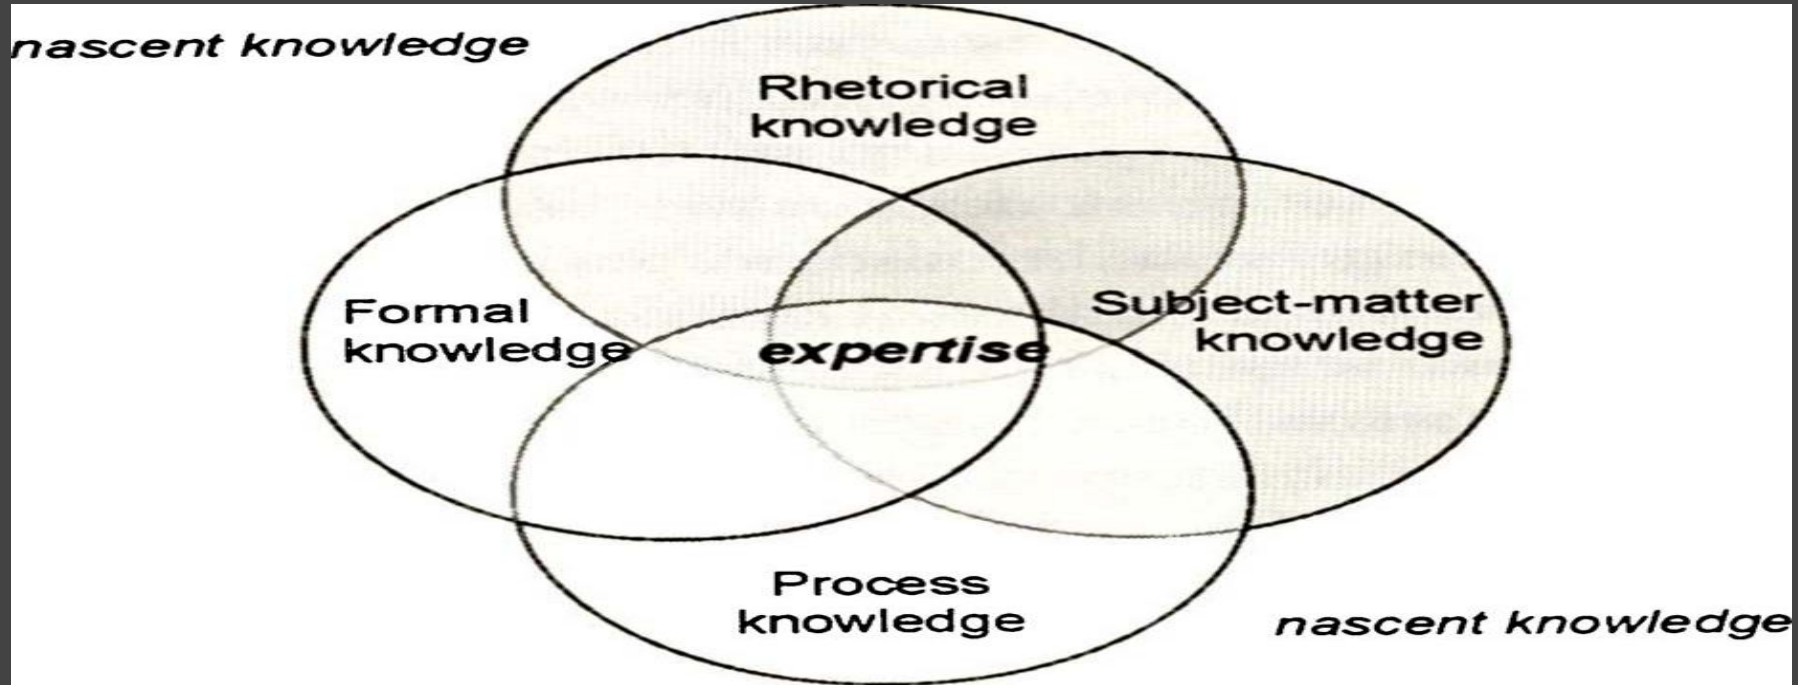 nascent knowledge
Rhetorical
knowledge
Formal
knowledge
Subject-matter
knowledge
expertise
Process
knowledge
nascent knowledge